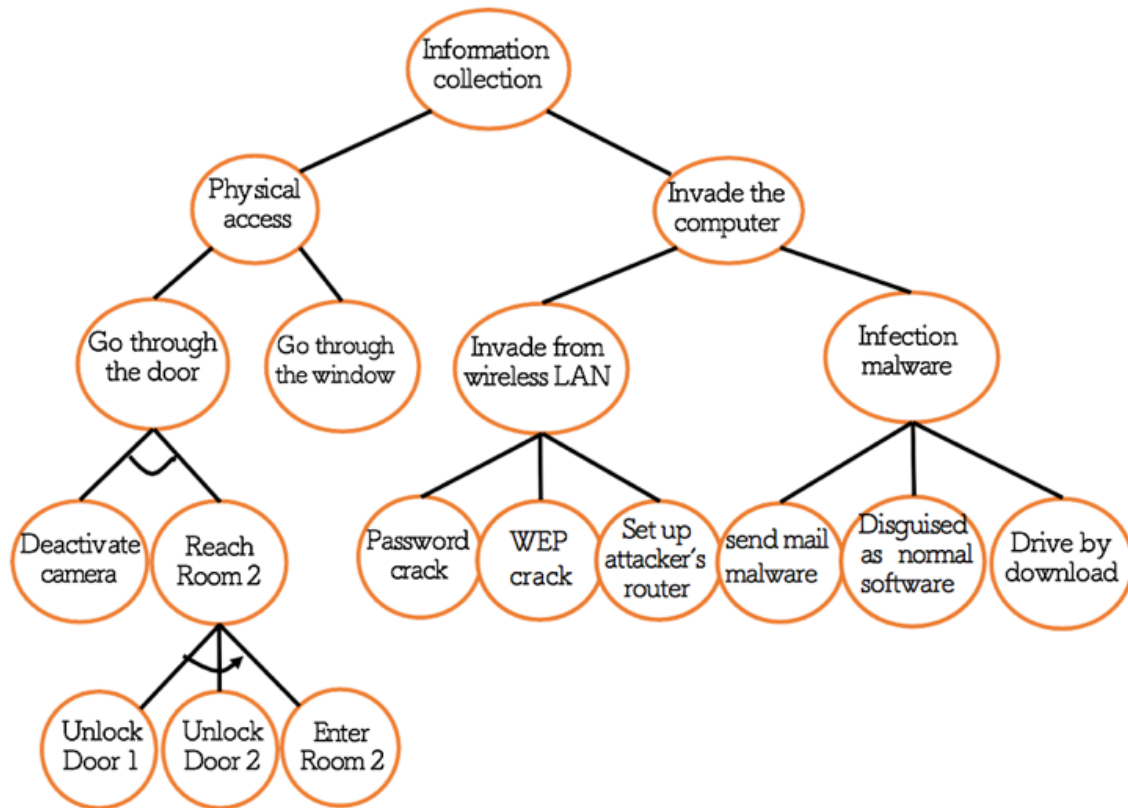 Information
collection
Physical
access
Invade the
computer
Go through
the door
Go through
the window
Invade from
wireless LAN
Infection
malware
Deactivate
camera
Reach
Room 2
Password
crack
WEP
crack
Set up
attacker's
router
send mail
malware
Disguised
as normal
software
Drive by
download
Unlock
Door 1
Unlock
Door 2
Enter
Room 2